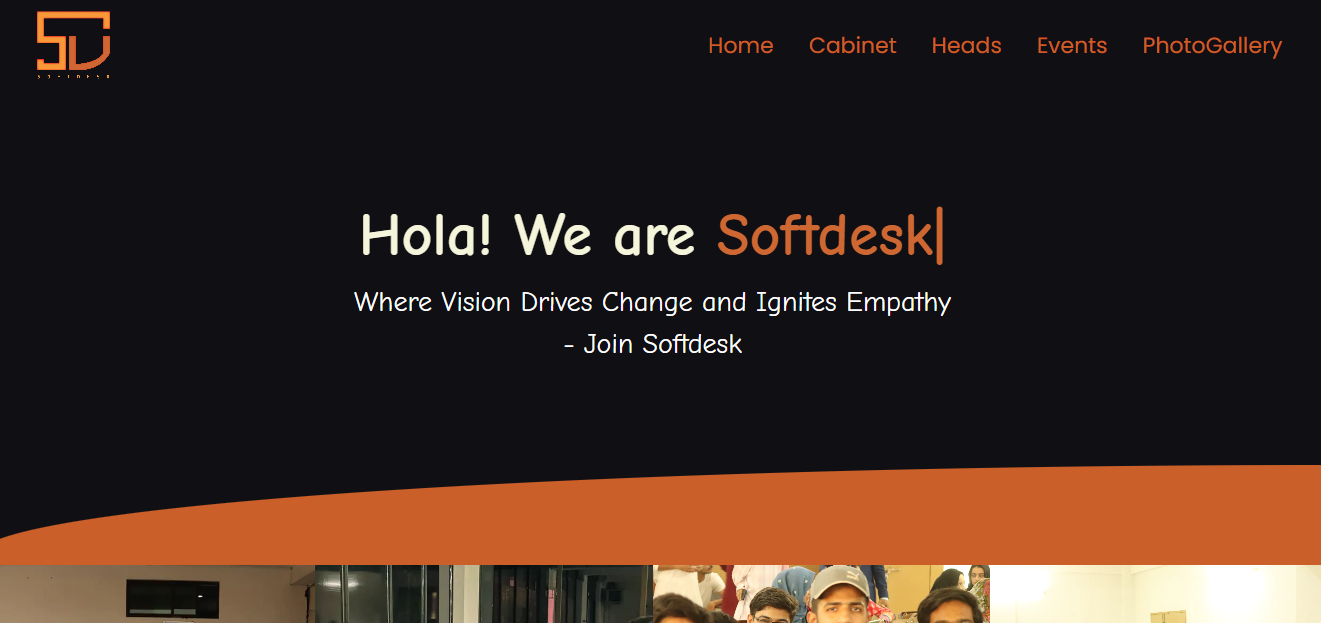 SD
Home Cabinet Heads Events PhotoGallery
Hola! We are Softdesk|
Where Vision Drives Change and Ignites Empathy
- Join Softdesk